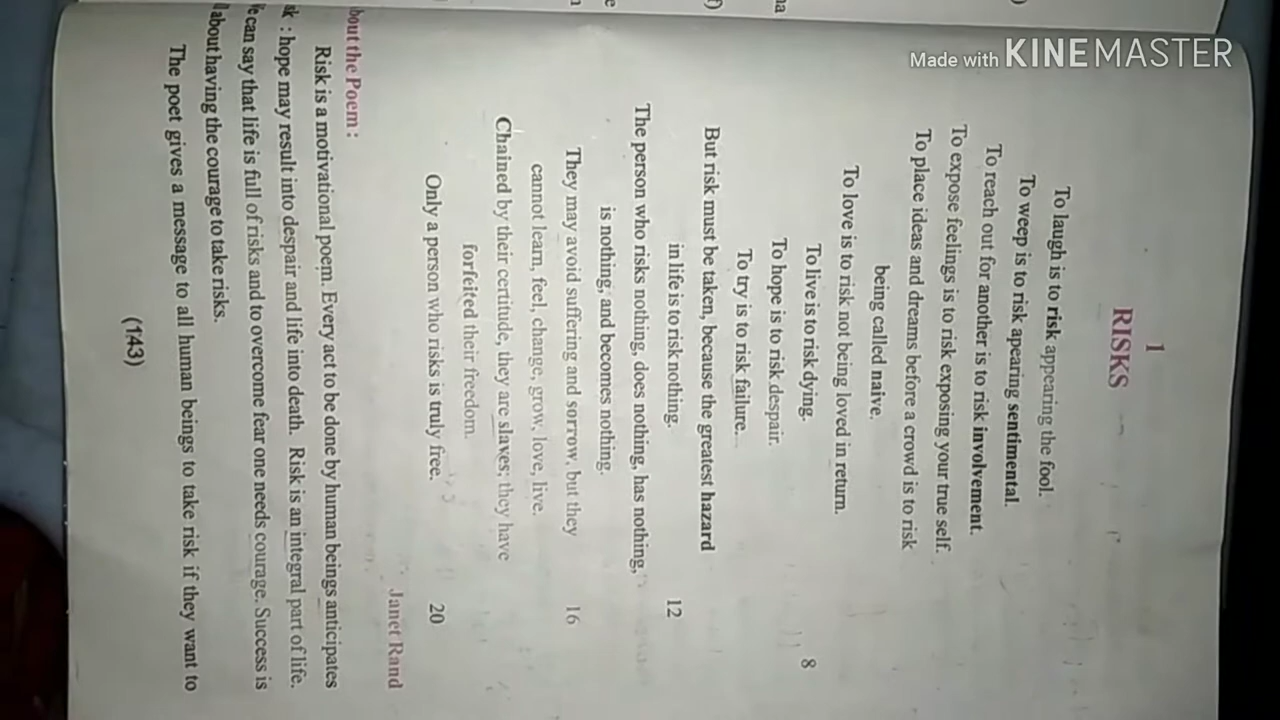 Made with KINEMASTER
1
RISKS
To laugh is to risk appearing the fool.
To weep is to risk apearing sentimental.
To reach out for another is to risk involvement.
To expose feelings is to risk exposing your true self.
To place ideas and dreams before a crowd is to risk
being called naive.
To love is to risk not being loved in return.
To live is to risk dying. 8
To hope is to risk despair.
To try is to risk failure.
But risk must be taken, because the greatest hazard
in life is to risk nothing. 12
The person who risks nothing, does nothing, has nothing,
is nothing, and becomes nothing.
They may avoid suffering and sorrow, but they 16
cannot learn, feel, change, grow, love, live.
Chained by their certitude, they are slaves; they have
forfeited their freedom.
Only a person who risks is truly free. 20
Janet Rand
bout the Poem :
Risk is a motivational poem. Every act to be done by human beings anticipates
sk : hope may result into despair and life into death. Risk is an integral part of life.
e can say that life is full of risks and to overcome fear one needs courage. Success is
about having the courage to take risks.
The poet gives a message to all human beings to take risk if they want to
(143)